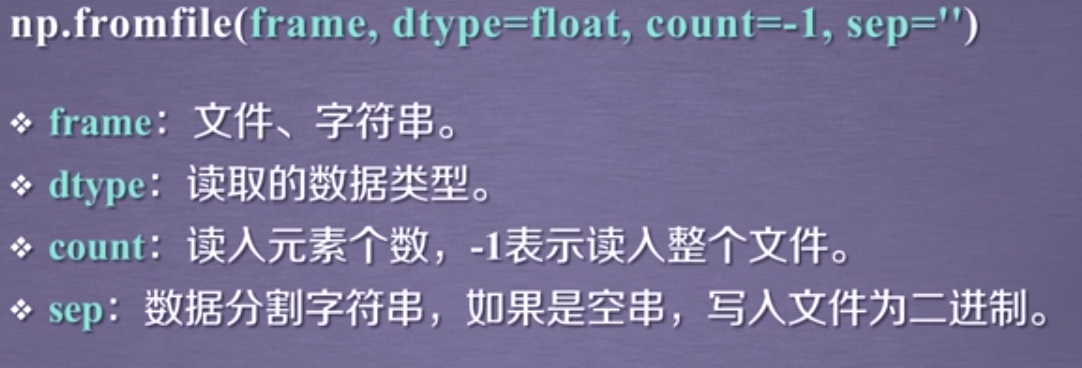 np.fromfile(frame, dtype=float, count=-1, sep='')
❖ frame：文件、字符串。
❖ dtype：读取的数据类型。
❖ count：读入元素个数，-1表示读入整个文件。
❖ sep：数据分割字符串，如果是空串，写入文件为二进制。